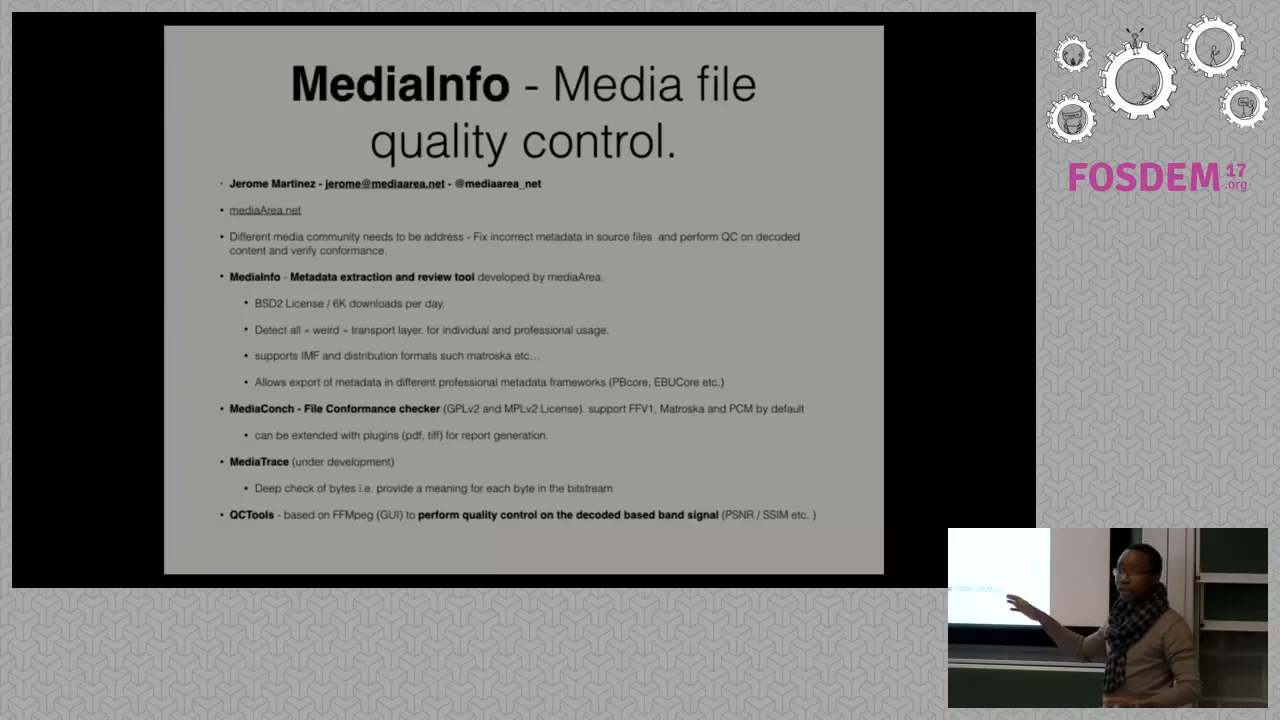 MediaInfo - Media file
quality control.
· Jerome Martinez - jerome@mediaarea.net - @mediaarea_net
• mediaArea.net
• Different media community needs to be address - Fix incorrect metadata in source files and perform QC on decoded
content and verify conformance.
• MediaInfo - Metadata extraction and review tool developed by mediaArea.
• BSD2 License / 6K downloads per day.
• Detect all « weird » transport layer. for individual and professional usage.
• supports IMF and distribution formats such matroska etc…
• Allows export of metadata in different professional metadata frameworks (PBcore, EBUCore etc.)
• MediaConch - File Conformance checker (GPLv2 and MPLv2 License). support FFV1, Matroska and PCM by default
• can be extended with plugins (pdf, tiff) for report generation.
• MediaTrace (under development)
• Deep check of bytes i.e. provide a meaning for each byte in the bitstream
• QCTools - based on FFMpeg (GUI) to perform quality control on the decoded based band signal (PSNR / SSIM etc..)
FOSDEM 17
.org